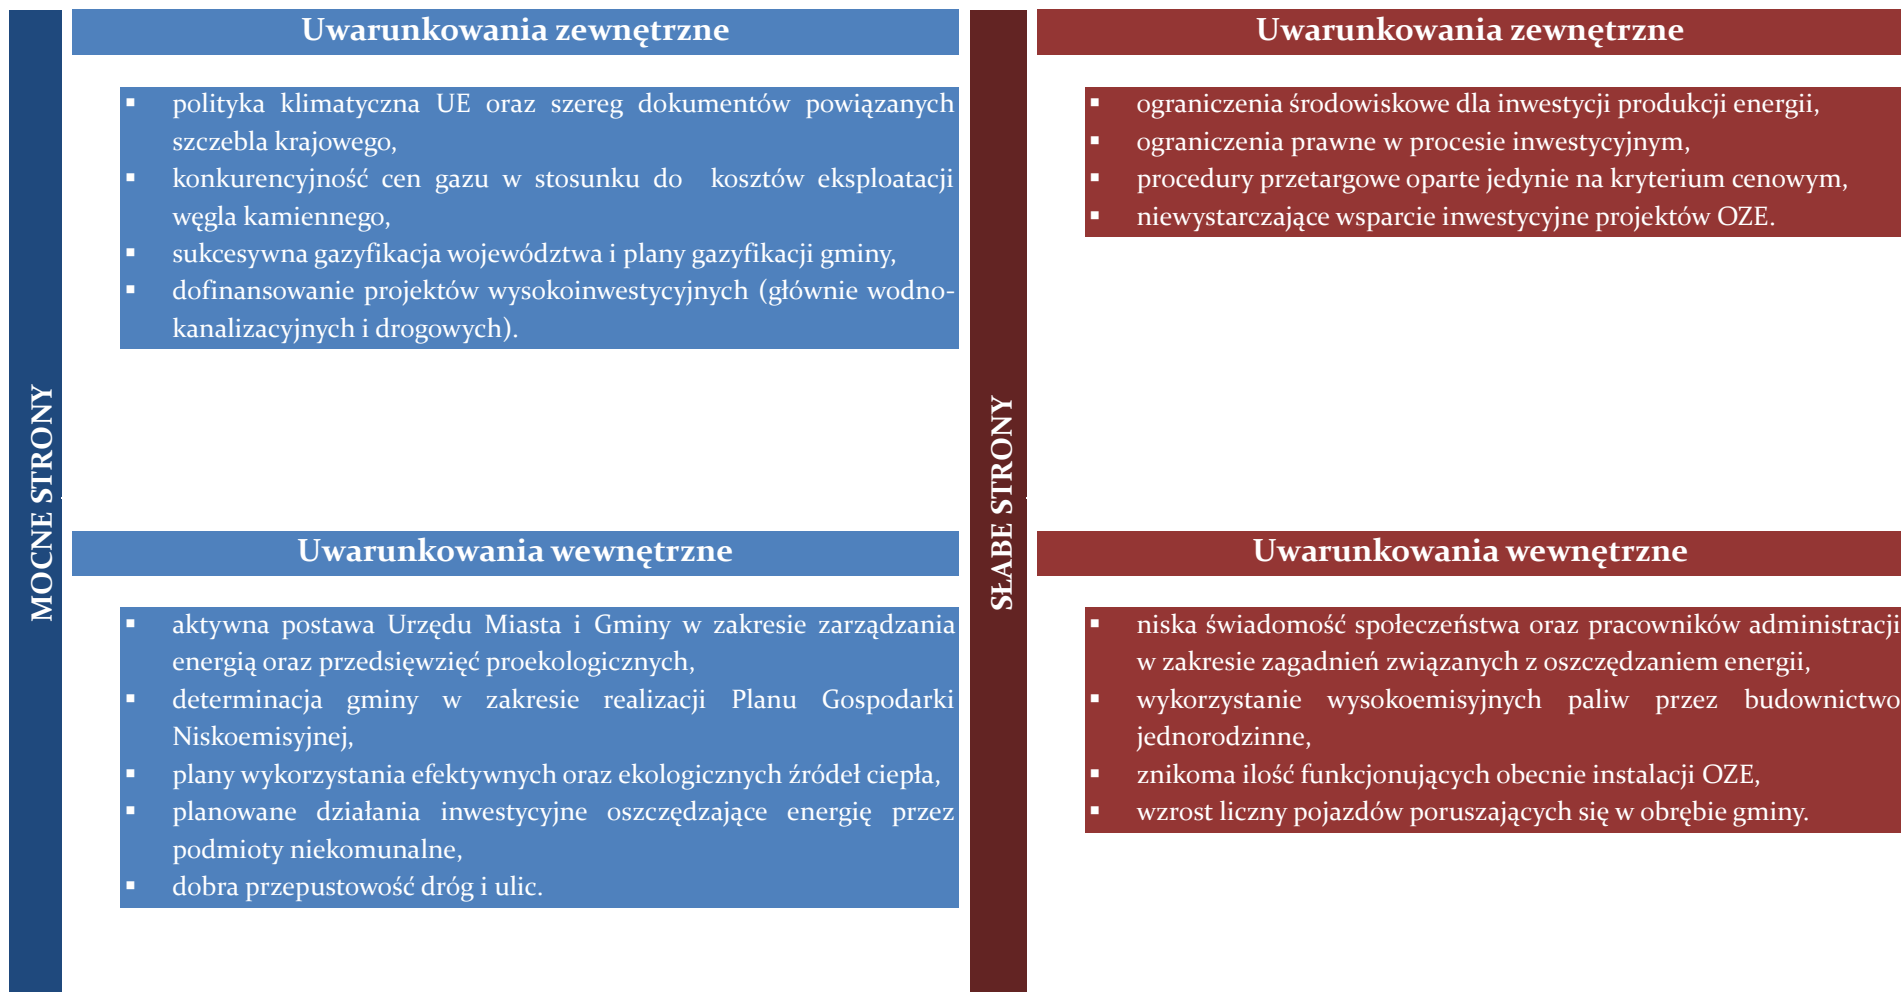 MOCNE STRONY
Uwarunkowania zewnętrzne
▪ polityka klimatyczna UE oraz szereg dokumentów powiązanych
szczebla krajowego,
▪ konkurencyjność cen gazu w stosunku do kosztów eksploatacji
węgla kamiennego,
▪ sukcesywna gazyfikacja województwa i plany gazyfikacji gminy,
▪ dofinansowanie projektów wysokoinwestycyjnych (głównie wodno-
kanalizacyjnych i drogowych).
Uwarunkowania wewnętrzne
▪ aktywna postawa Urzędu Miasta i Gminy w zakresie zarządzania
energią oraz przedsięwzięć proekologicznych,
▪ determinacja gminy w zakresie realizacji Planu Gospodarki
Niskoemisyjnej,
▪ plany wykorzystania efektywnych oraz ekologicznych źródeł ciepła,
▪ planowane działania inwestycyjne oszczędzające energię przez
podmioty niekomunalne,
▪ dobra przepustowość dróg i ulic.
SŁABE STRONY
Uwarunkowania zewnętrzne
▪ ograniczenia środowiskowe dla inwestycji produkcji energii,
▪ ograniczenia prawne w procesie inwestycyjnym,
▪ procedury przetargowe oparte jedynie na kryterium cenowym,
▪ niewystarczające wsparcie inwestycyjne projektów OZE.
Uwarunkowania wewnętrzne
▪ niska świadomość społeczeństwa oraz pracowników administracji
w zakresie zagadnień związanych z oszczędzaniem energii,
▪ wykorzystanie wysokoemisyjnych paliw przez budownictwo
jednorodzinne,
▪ znikoma ilość funkcjonujących obecnie instalacji OZE,
▪ wzrost liczny pojazdów poruszających się w obrębie gminy.